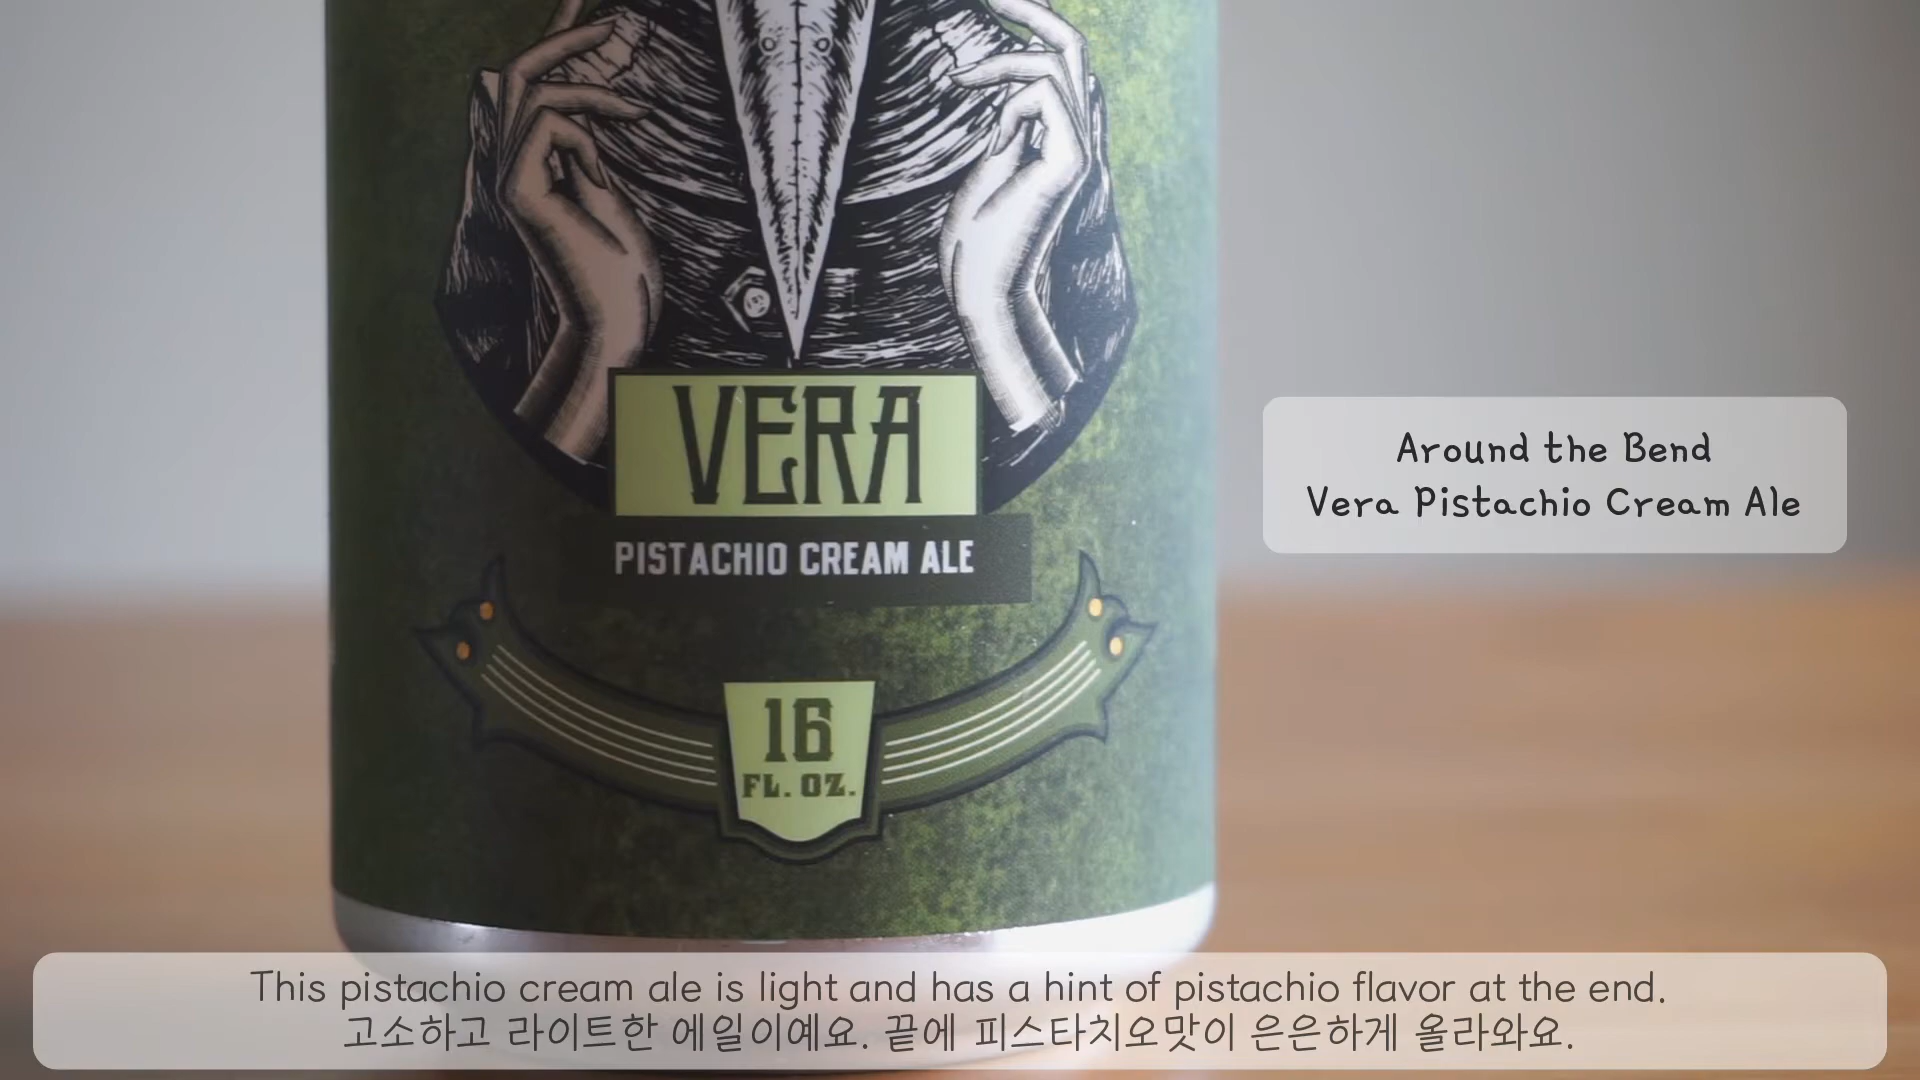 VERA
PISTACHIO CREAM ALE
16
FL. OZ.
Around the Bend
Vera Pistachio Cream Ale
This pistachio cream ale is light and has a hint of pistachio flavor at the end.
고소하고 라이트한 에일이예요. 끝에 피스타치오맛이 은은하게 올라와요.